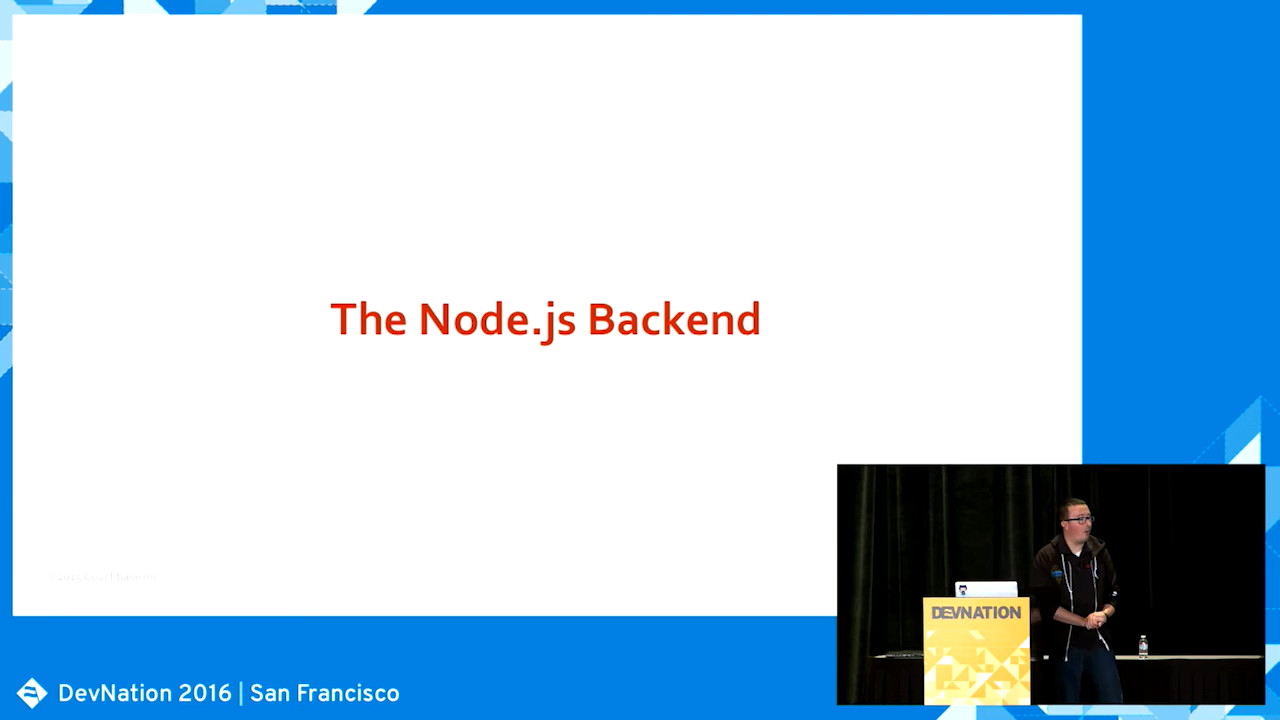 The Node.js Backend
DEVNATION
DevNation 2016 | San Francisco